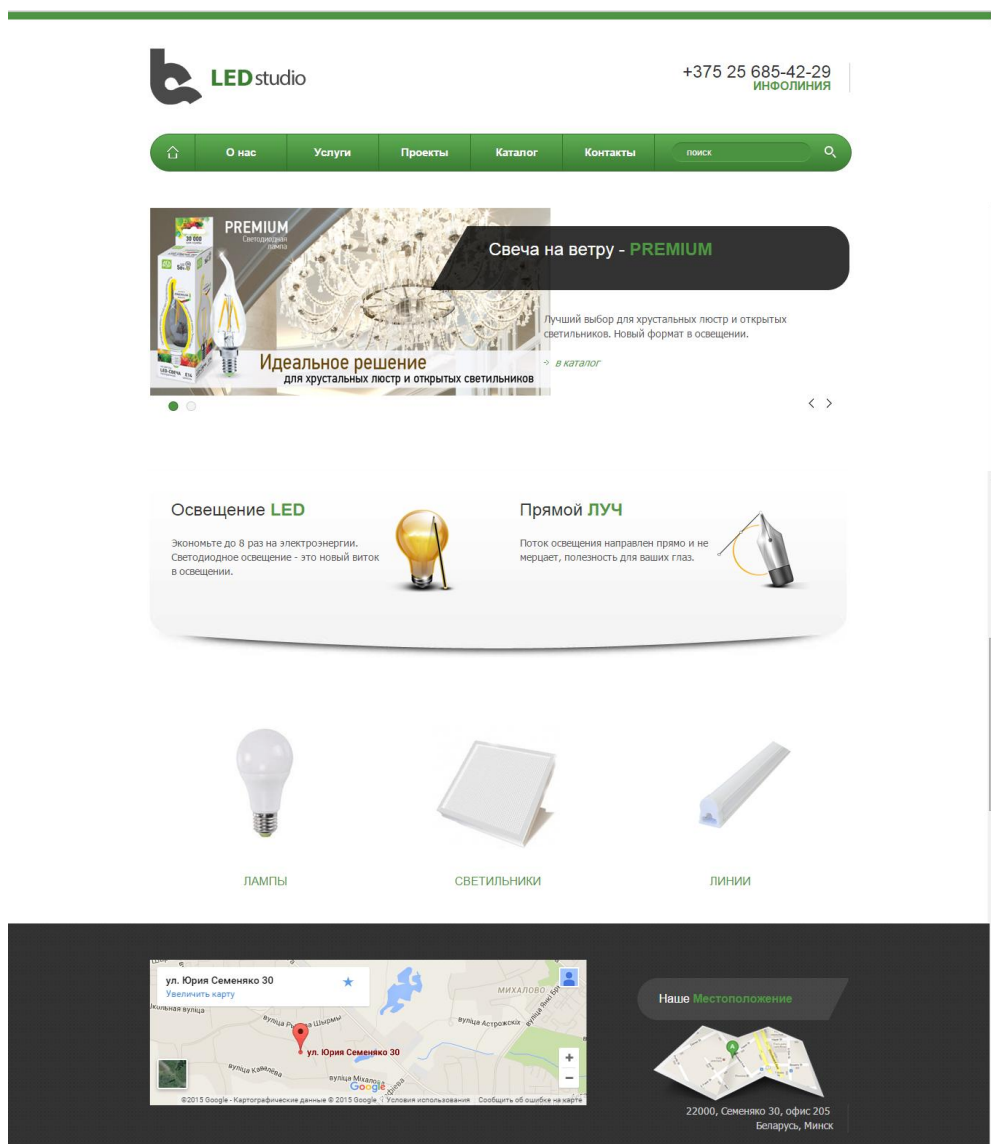 LED studio
+375 25 685-42-29
ИНФОЛИНИЯ
О нас
Услуги
Проекты
Каталог
Контакты
поиск
PREMIUM
Светодиодная
лампа
Идеальное решение
для хрустальных люстр и открытых светильников
Свеча на ветру - PREMIUM
Лучший выбор для хрустальных люстр и открытых
светильников. Новый формат в освещении.
в каталог
Освещение LED
Экономьте до 8 раз на электроэнергии.
Светодиодное освещение - это новый виток
в освещении.
Прямой ЛУЧ
Поток освещения направлен прямо и не
мерцает, полезность для ваших глаз.
ЛАМПЫ
СВЕТИЛЬНИКИ
ЛИНИИ
ул. Юрия Семеняко 30
Увеличить карту
МИХАЛОВО
вуліца Астрожскіх
ул. Юрия Семеняко 30
Google
©2015 Google - Картографические данные © 2015 Google
Условия использования
Сообщить об ошибке на карте
Наше Местоположение
22000, Семеняко 30, офис 205
Беларусь, Минск